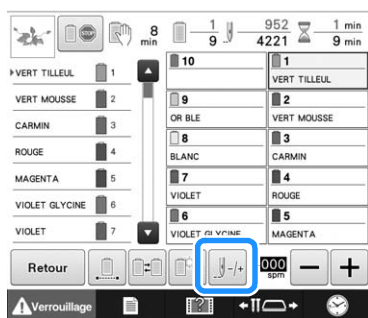 8 min
1/9
952/4221
1 min
9 min
VERT TILLEUL 1
VERT MOUSSE 2
CARMIN 3
ROUGE 4
MAGENTA 5
VIOLET GLYCINE 6
VIOLET 7
10
1 VERT TILLEUL
9 OR BLE
2 VERT MOUSSE
8 BLANC
3 CARMIN
7 VIOLET
4 ROUGE
6 VIOLET GLYCINE
5 MAGENTA
Retour
-/+
000 spm
− +
Verrouillage